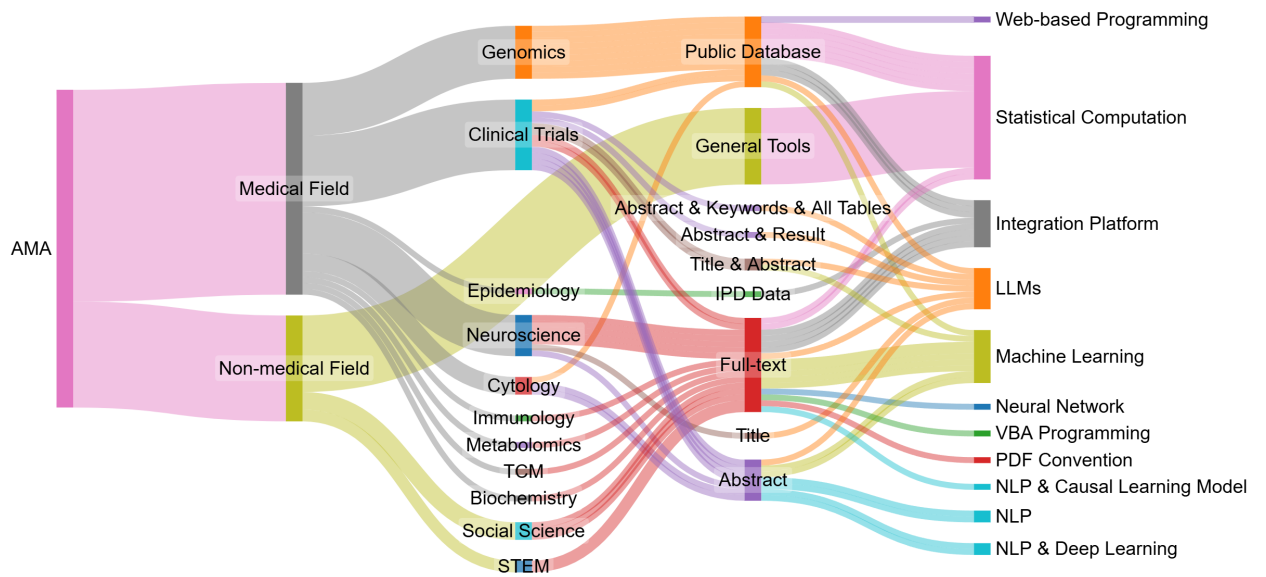 AMA
Medical Field
Non-medical Field
Genomics
Clinical Trials
Epidemiology
Neuroscience
Cytology
Immunology
Metabolomics
TCM
Biochemistry
Social Science
STEM
Public Database
General Tools
Abstract & Keywords & All Tables
Abstract & Result
Title & Abstract
IPD Data
Full-text
Title
Abstract
Web-based Programming
Statistical Computation
Integration Platform
LLMs
Machine Learning
Neural Network
VBA Programming
PDF Convention
NLP & Causal Learning Model
NLP
NLP & Deep Learning